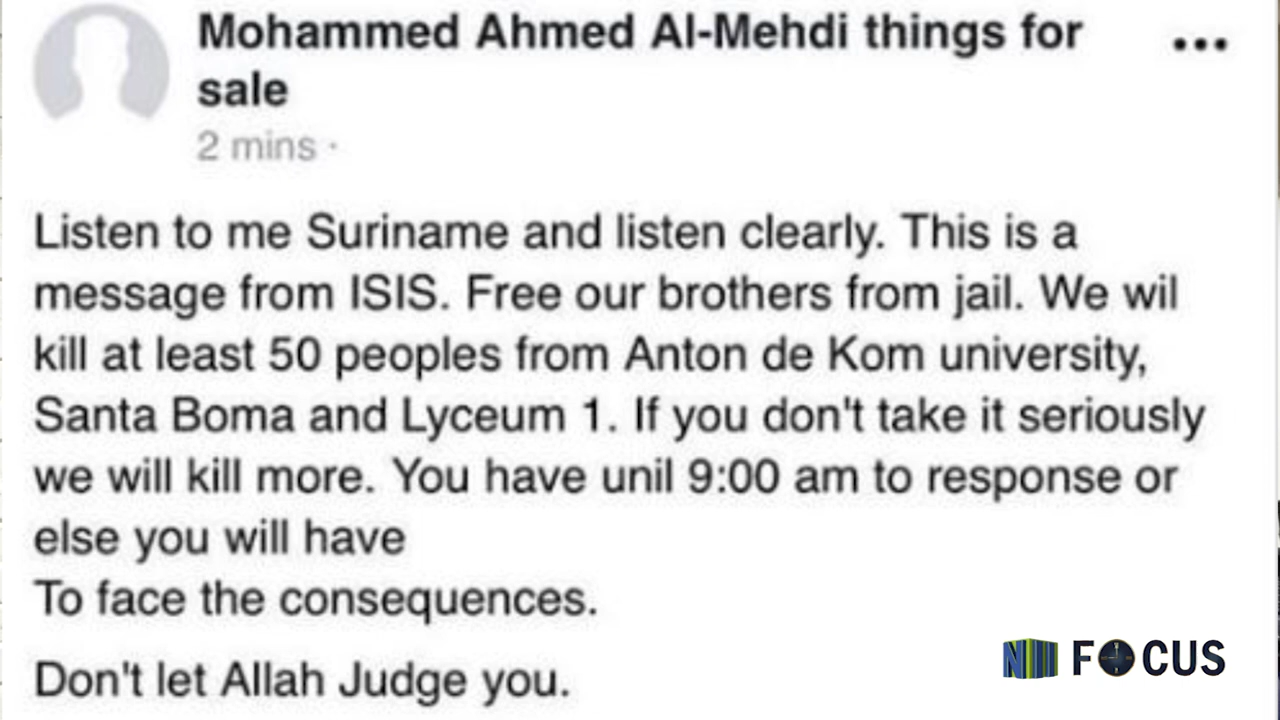 Mohammed Ahmed Al-Mehdi things for
sale
2 mins ·
Listen to me Suriname and listen clearly. This is a
message from ISIS. Free our brothers from jail. We wil
kill at least 50 peoples from Anton de Kom university,
Santa Boma and Lyceum 1. If you don't take it seriously
we will kill more. You have unil 9:00 am to response or
else you will have
To face the consequences.
Don't let Allah Judge you.
NII FOCUS